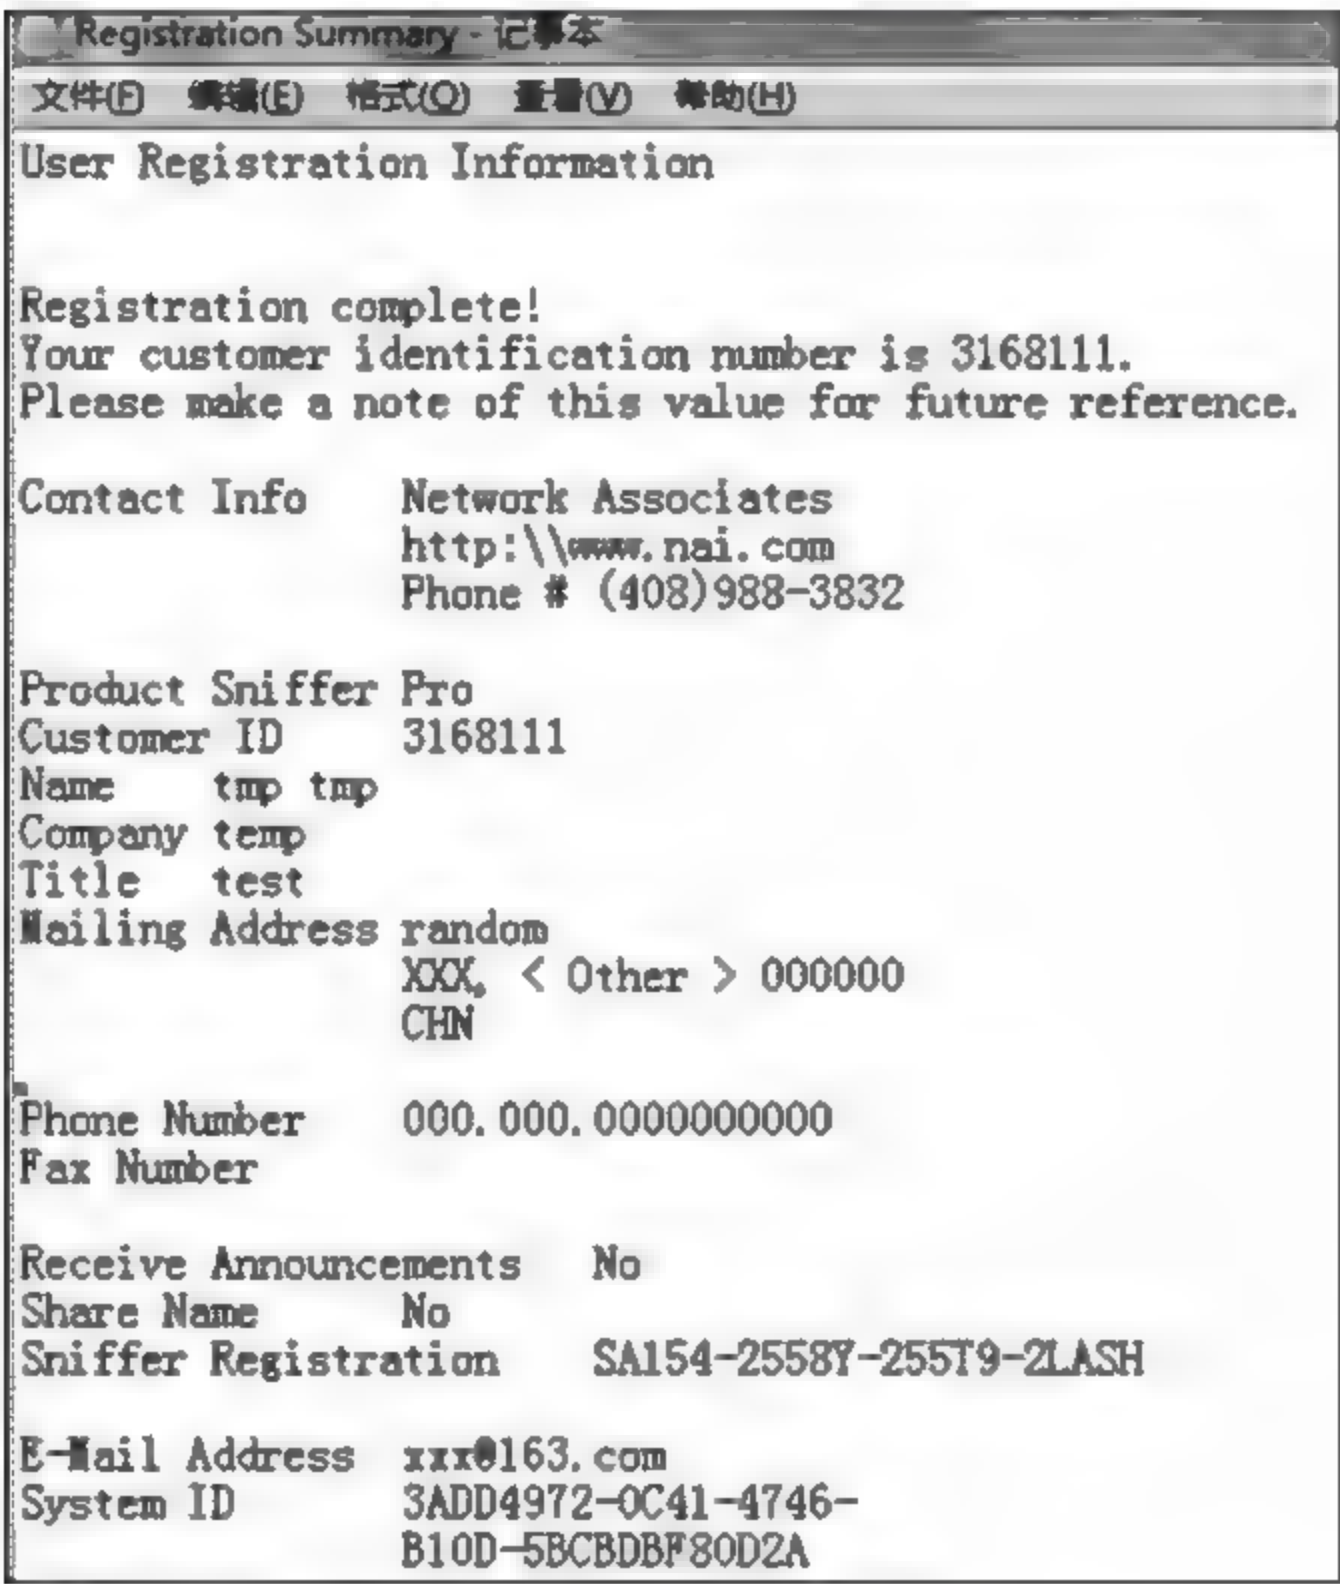 Registration Summary - 记事本
文件(F) 编辑(E) 格式(O) 查看(V) 帮助(H)
User Registration Information
Registration complete!
Your customer identification number is 3168111.
Please make a note of this value for future reference.
Contact Info Network Associates
http:\\www.nai.com
Phone # (408)988-3832
Product Sniffer Pro
Customer ID 3168111
Name tmp tmp
Company temp
Title test
Mailing Address random
XXX, < Other > 000000
CHN
Phone Number 000.000.0000000000
Fax Number
Receive Announcements No
Share Name No
Sniffer Registration SA154-2558Y-255T9-2LASH
E-Mail Address xxx@163.com
System ID 3ADD4972-0C41-4746-
B10D-5BCBDBF80D2A